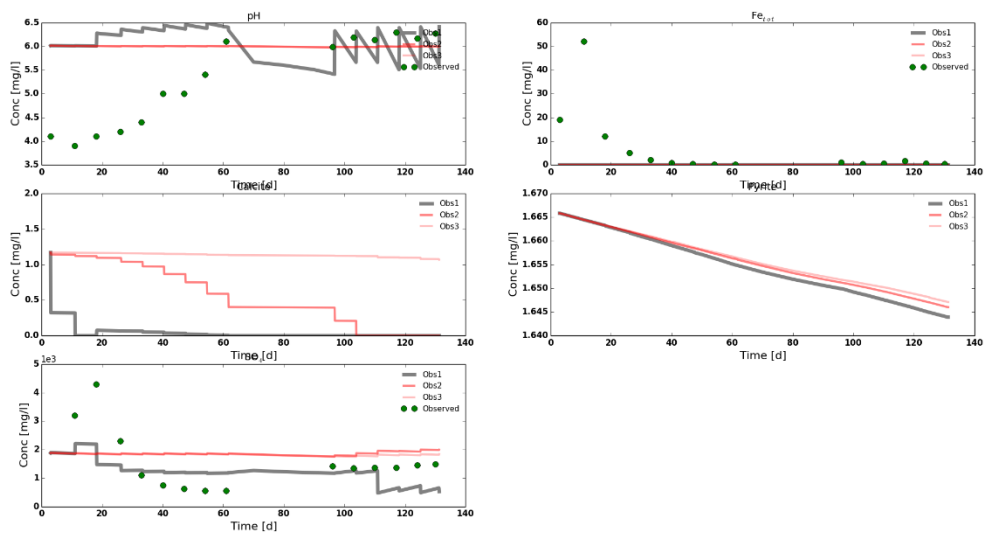 pH
Conc [mg/l]
6.5
6.0
5.5
5.0
4.5
4.0
3.5
0 20 40 60 80 100 120 140
Time [d]
Obs1
Obs2
Obs3
Observed
Fe_tot
Conc [mg/l]
60
50
40
30
20
10
0
0 20 40 60 80 100 120 140
Time [d]
Obs1
Obs2
Obs3
Observed
Calcite
Conc [mg/l]
2.0
1.5
1.0
0.5
0.0
0 20 40 60 80 100 120 140
Time [d]
Obs1
Obs2
Obs3
Pyrite
Conc [mg/l]
1.670
1.665
1.660
1.655
1.650
1.645
1.640
0 20 40 60 80 100 120 140
Time [d]
Obs1
Obs2
Obs3
1e3
Conc [mg/l]
5
4
3
2
1
0
0 20 40 60 80 100 120 140
Time [d]
Obs1
Obs2
Obs3
Observed